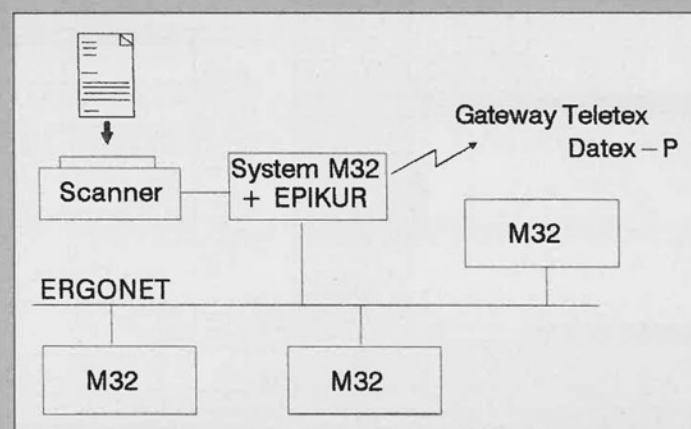 Gateway Teletex
Datex – P
Scanner
System M32
+ EPIKUR
M32
ERGONET
M32
M32